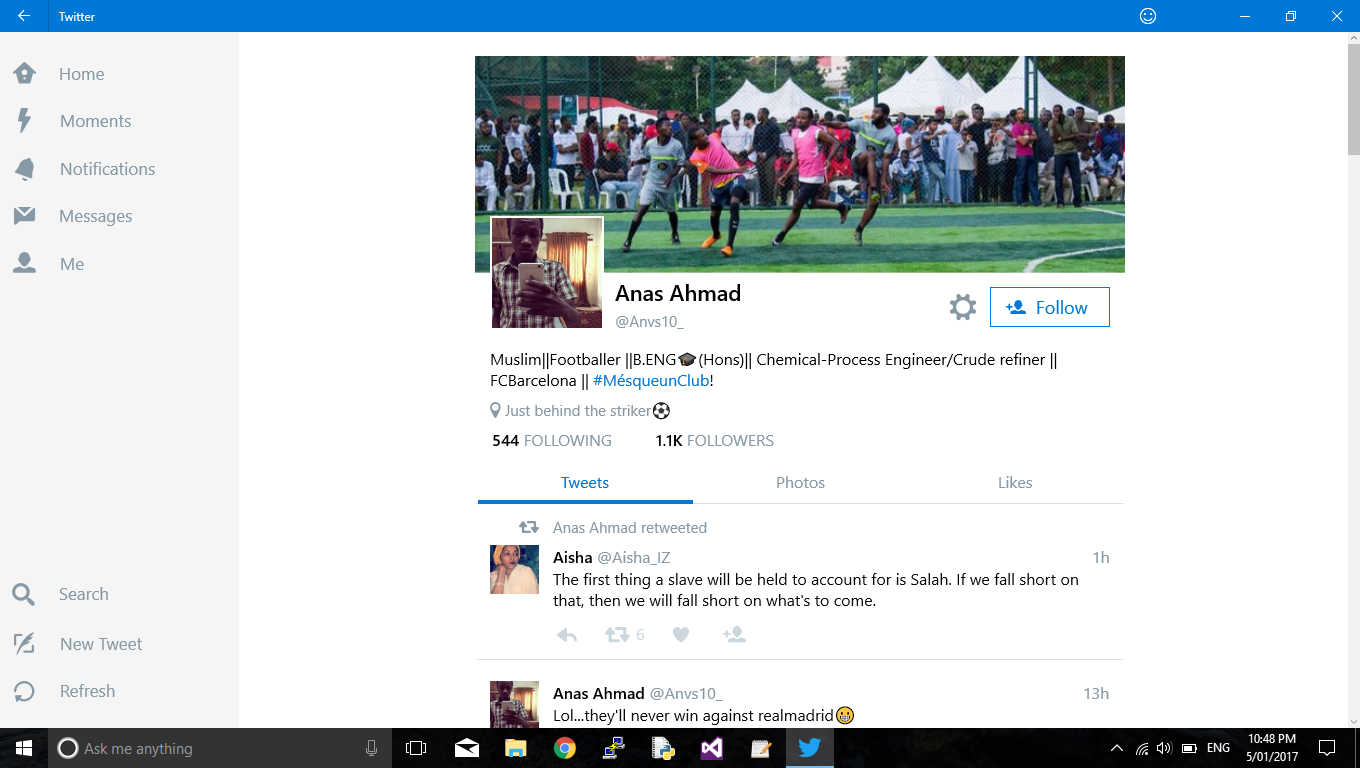 Twitter
Home
Moments
Notifications
Messages
Me
Search
New Tweet
Refresh
Anas Ahmad
@Anvs10_
Follow
Muslim||Footballer ||B.ENG🎓(Hons)|| Chemical-Process Engineer/Crude refiner ||
FCBarcelona || #MésqueunClub!
Just behind the striker⚽
544 FOLLOWING 1.1K FOLLOWERS
Tweets Photos Likes
Anas Ahmad retweeted
Aisha @Aisha_IZ 1h
The first thing a slave will be held to account for is Salah. If we fall short on
that, then we will fall short on what's to come.
6
Anas Ahmad @Anvs10_ 13h
Lol...they'll never win against realmadrid😀
Ask me anything
ENG
10:48 PM
5/01/2017